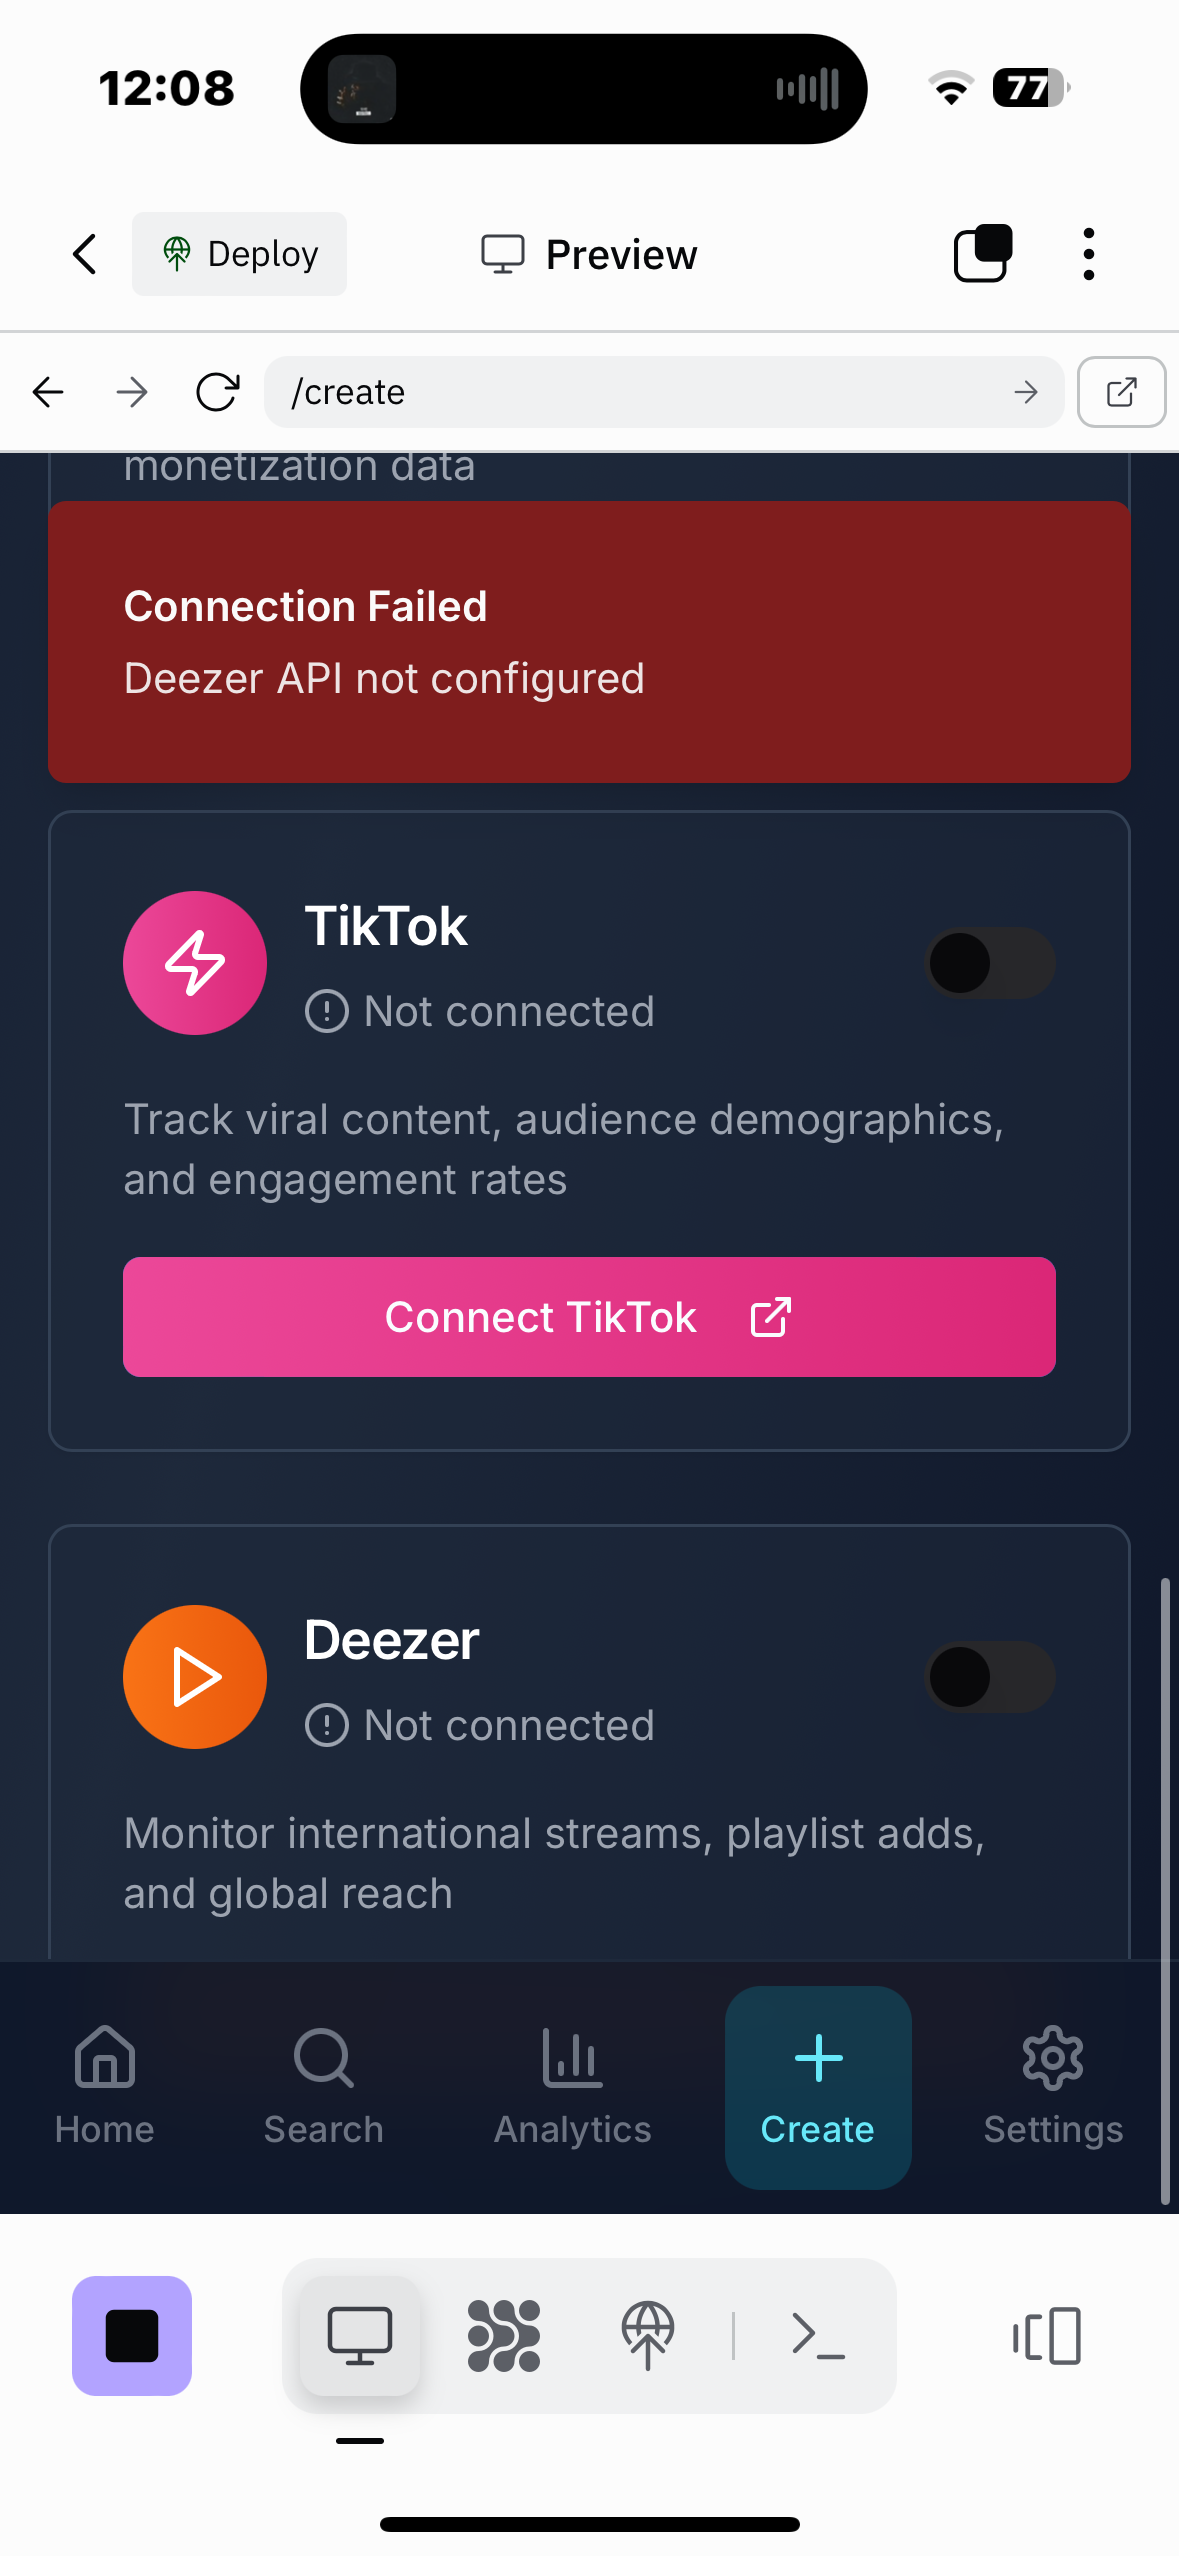 12:08
77
Deploy
Preview
/create
monetization data
Connection Failed
Deezer API not configured
TikTok
Not connected
Track viral content, audience demographics,
and engagement rates
Connect TikTok
Deezer
Not connected
Monitor international streams, playlist adds,
and global reach
Home
Search
Analytics
Create
Settings